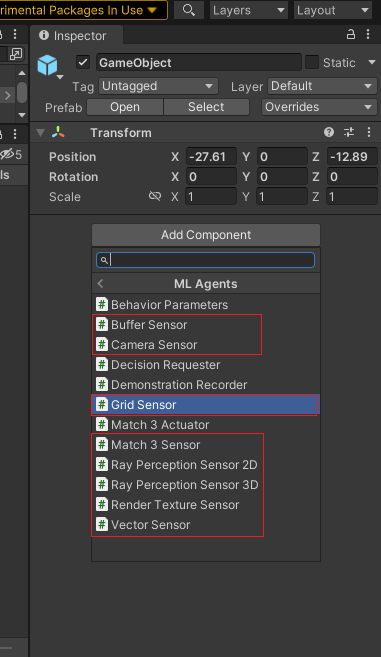 erimental Packages In Use
Layers
Layout
Inspector
GameObject
Static
Tag Untagged Layer Default
Prefab Open Select Overrides
Transform
Position X -27.61 Y 0 Z -12.89
Rotation X 0 Y 0 Z 0
Scale X 1 Y 1 Z 1
5
ls
Add Component
ML Agents
Behavior Parameters
Buffer Sensor
Camera Sensor
Decision Requester
Demonstration Recorder
Grid Sensor
Match 3 Actuator
Match 3 Sensor
Ray Perception Sensor 2D
Ray Perception Sensor 3D
Render Texture Sensor
Vector Sensor